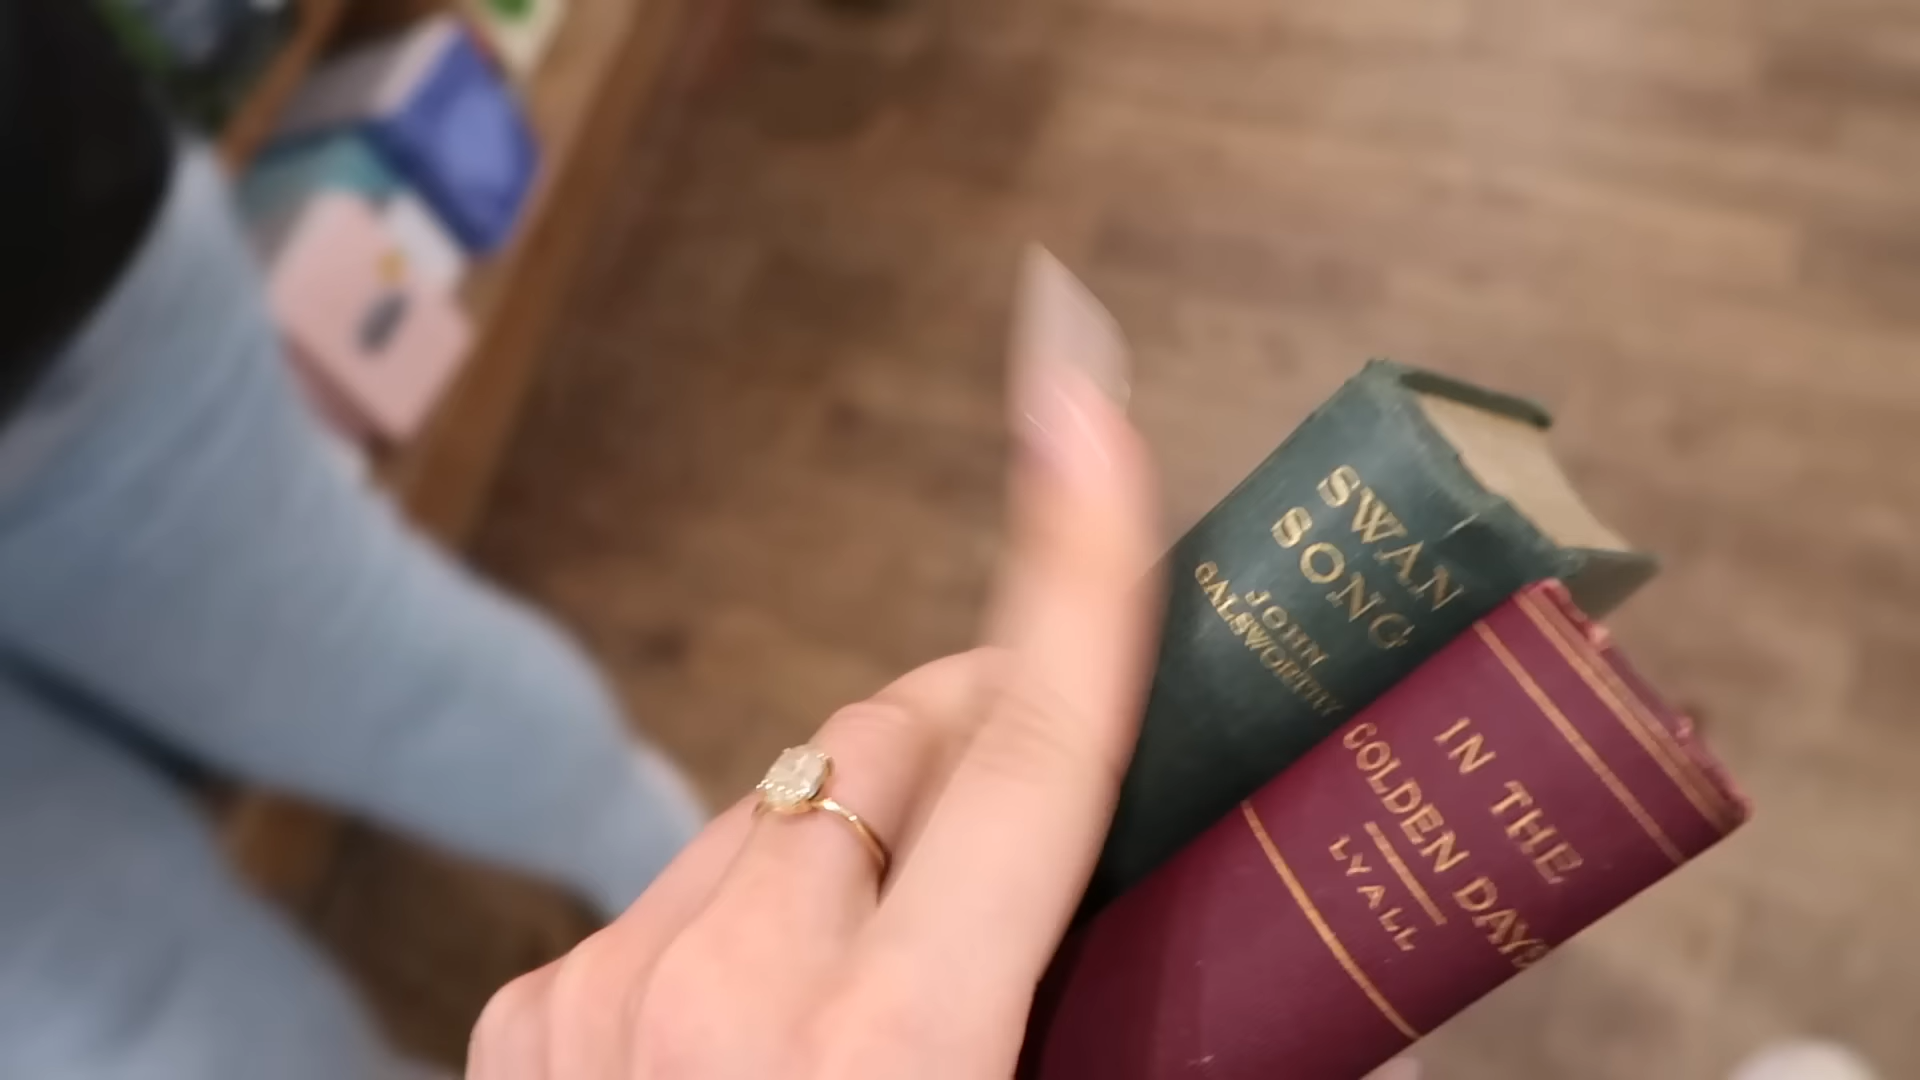 SWAN
SONG
JOHN
GALSWORTHY
IN THE
GOLDEN DAYS
LYALL